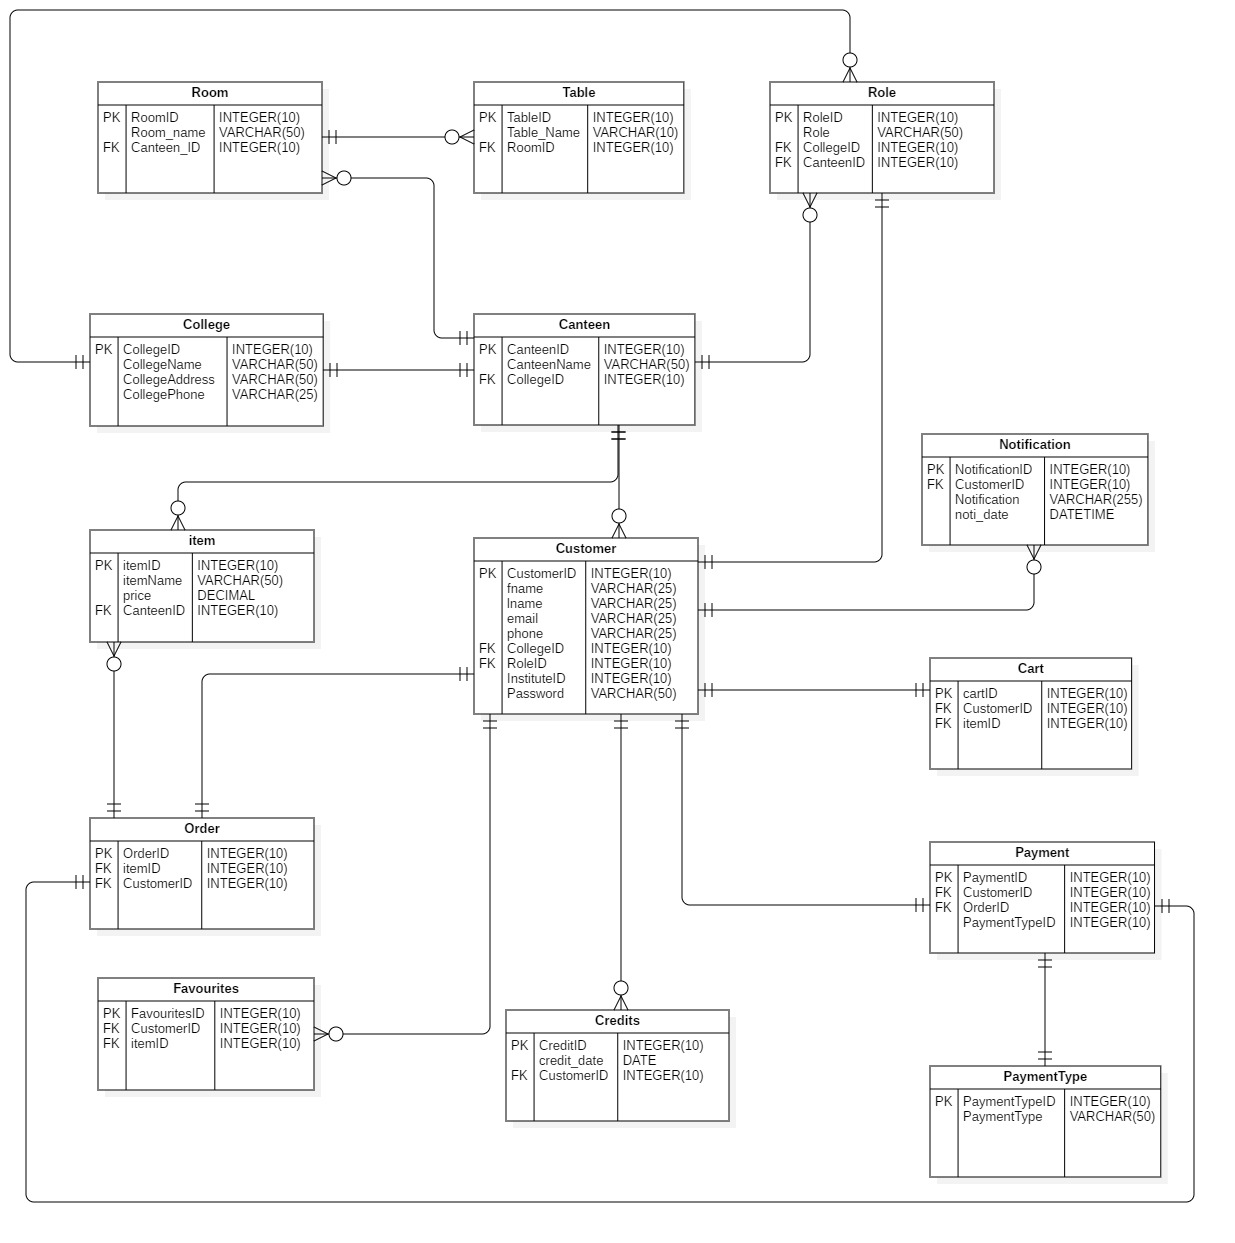 Room
PK RoomID INTEGER(10)
Room_name VARCHAR(50)
FK Canteen_ID INTEGER(10)
Table
PK TableID INTEGER(10)
Table_Name VARCHAR(10)
FK RoomID INTEGER(10)
Role
PK RoleID INTEGER(10)
Role VARCHAR(50)
FK CollegeID INTEGER(10)
FK CanteenID INTEGER(10)
College
PK CollegeID INTEGER(10)
CollegeName VARCHAR(50)
CollegeAddress VARCHAR(50)
CollegePhone VARCHAR(25)
Canteen
PK CanteenID INTEGER(10)
CanteenName VARCHAR(50)
FK CollegeID INTEGER(10)
Notification
PK NotificationID INTEGER(10)
FK CustomerID INTEGER(10)
Notification VARCHAR(255)
noti_date DATETIME
item
PK itemID INTEGER(10)
itemName VARCHAR(50)
price DECIMAL
FK CanteenID INTEGER(10)
Customer
PK CustomerID INTEGER(10)
fname VARCHAR(25)
lname VARCHAR(25)
email VARCHAR(25)
phone VARCHAR(25)
FK CollegeID INTEGER(10)
FK RoleID INTEGER(10)
InstituteID INTEGER(10)
Password VARCHAR(50)
Cart
PK cartID INTEGER(10)
FK CustomerID INTEGER(10)
FK itemID INTEGER(10)
Order
PK OrderID INTEGER(10)
FK itemID INTEGER(10)
FK CustomerID INTEGER(10)
Payment
PK PaymentID INTEGER(10)
FK CustomerID INTEGER(10)
FK OrderID INTEGER(10)
PaymentTypeID INTEGER(10)
Favourites
PK FavouritesID INTEGER(10)
FK CustomerID INTEGER(10)
FK itemID INTEGER(10)
Credits
PK CreditID INTEGER(10)
credit_date DATE
FK CustomerID INTEGER(10)
PaymentType
PK PaymentTypeID INTEGER(10)
PaymentType VARCHAR(50)